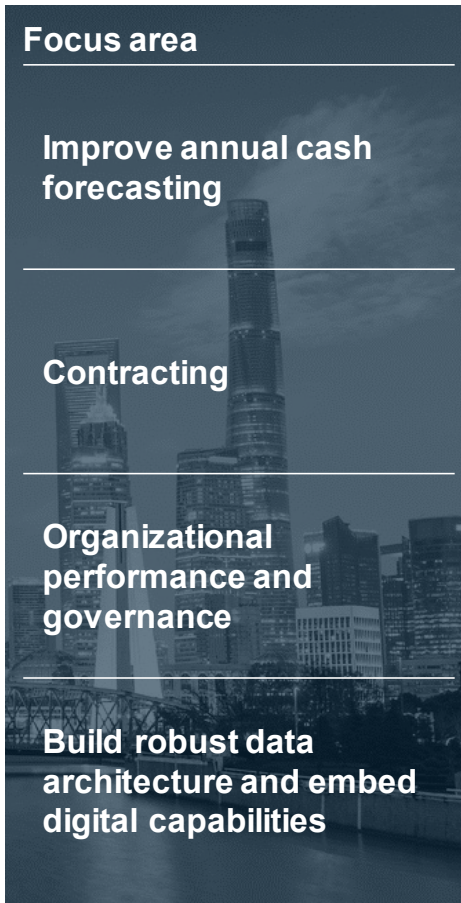 Focus area
Improve annual cash
forecasting
Contracting
Organizational
performance and
governance
Build robust data
architecture and embed
digital capabilities